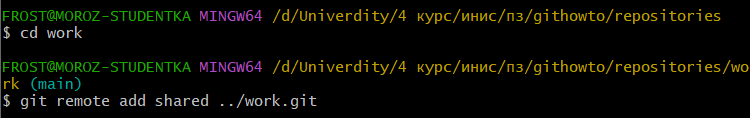 FROST@MOROZ-STUDENTKA MINGW64 /d/Univerdity/4 курс/инис/пз/githowto/repositories
$ cd work
FROST@MOROZ-STUDENTKA MINGW64 /d/Univerdity/4 курс/инис/пз/githowto/repositories/wo
rk (main)
$ git remote add shared ../work.git